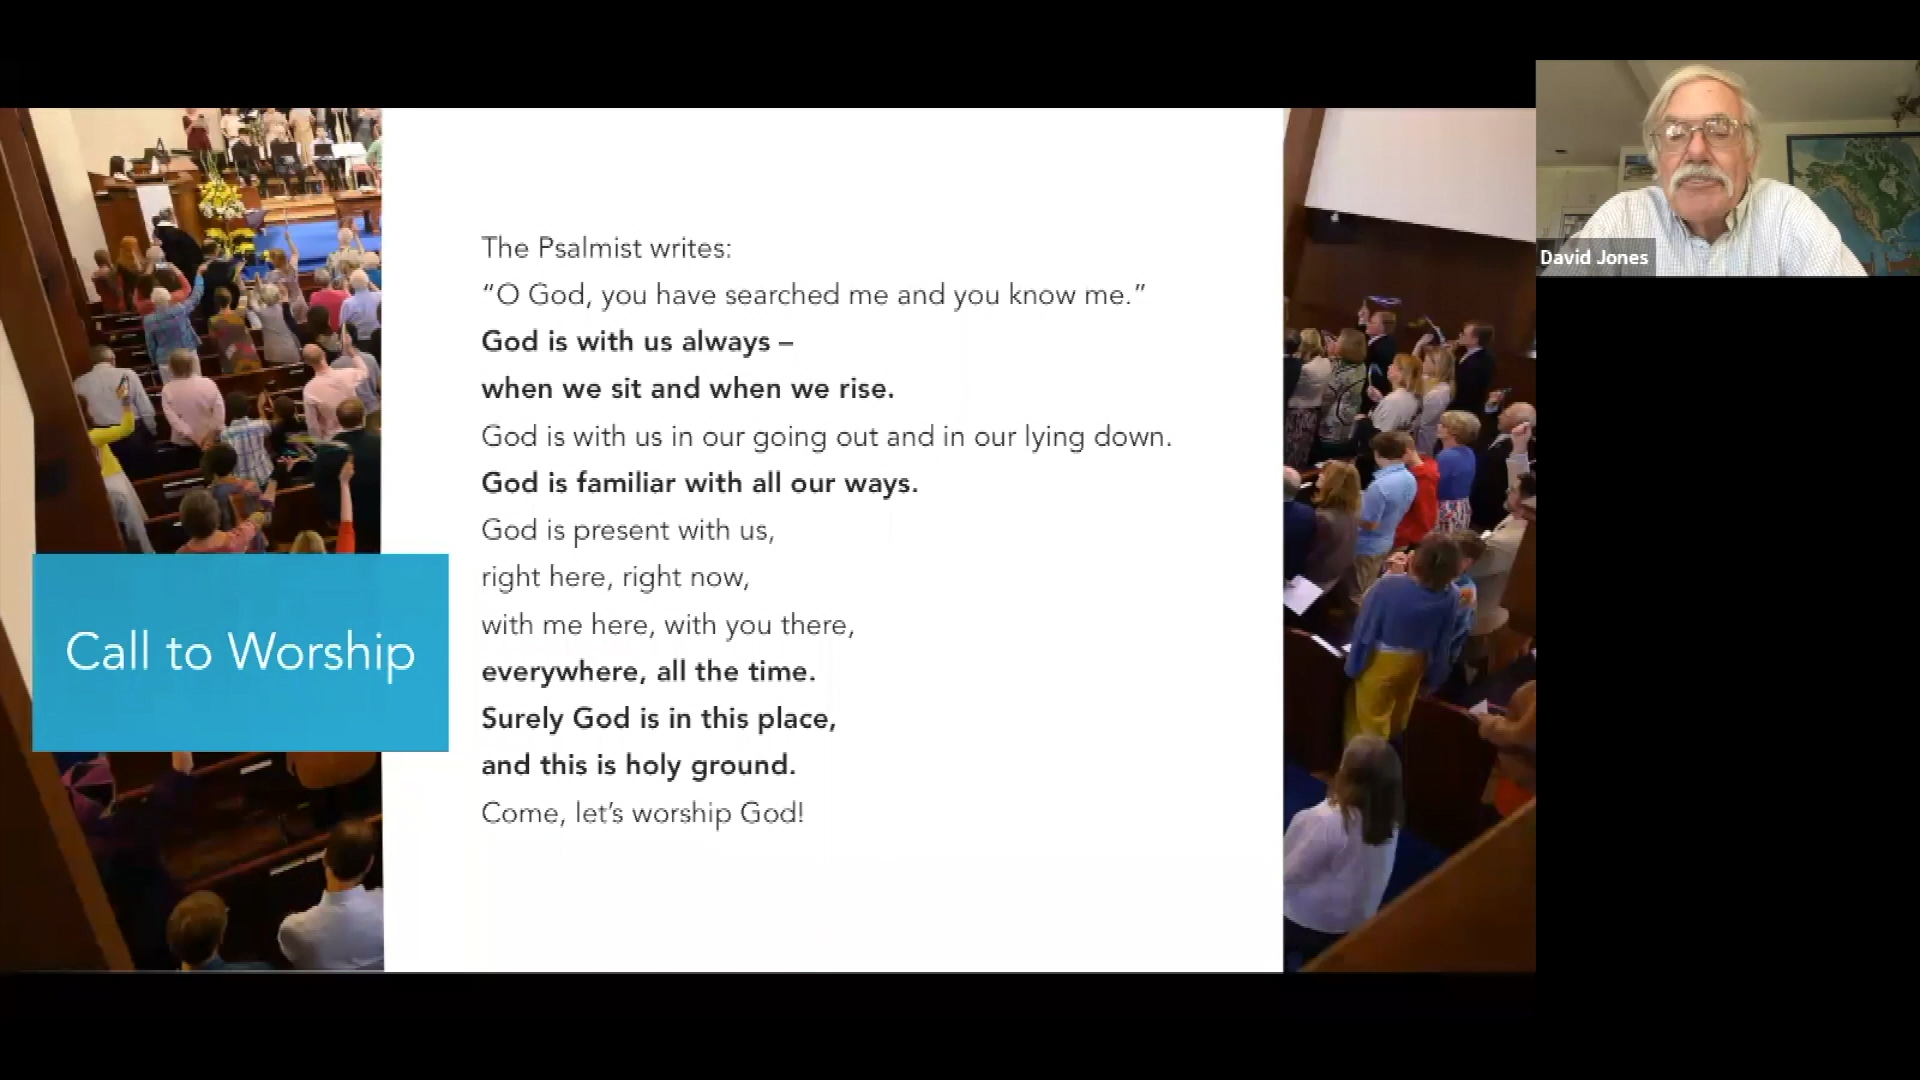 The Psalmist writes:
“O God, you have searched me and you know me.”
God is with us always –
when we sit and when we rise.
God is with us in our going out and in our lying down.
God is familiar with all our ways.
God is present with us,
right here, right now,
with me here, with you there,
everywhere, all the time.
Surely God is in this place,
and this is holy ground.
Come, let’s worship God!
Call to Worship
David Jones